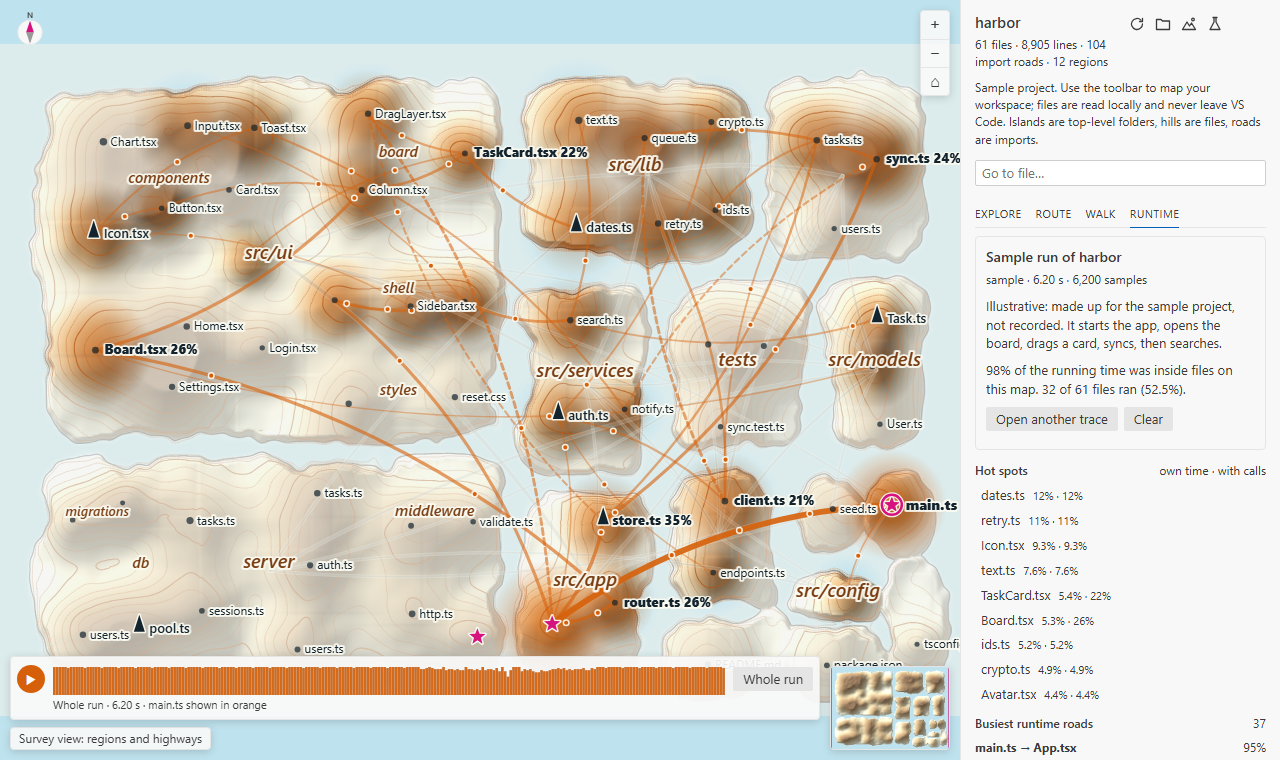 N
Chart.tsx
Input.tsx
Toast.tsx
DragLayer.tsx
board
TaskCard.tsx 22%
components
Card.tsx
Column.tsx
Button.tsx
Icon.tsx
src/ui
shell
Sidebar.tsx
Home.tsx
Board.tsx 26%
Login.tsx
Settings.tsx
styles
reset.css
text.ts
crypto.ts
queue.ts
src/lib
ids.ts
dates.ts
retry.ts
tasks.ts
sync.ts 24%
users.ts
search.ts
src/services
auth.ts
notify.ts
tests
sync.test.ts
Task.ts
src/models
User.ts
migrations
tasks.ts
tasks.ts
middleware
validate.ts
db
server
auth.ts
sessions.ts
http.ts
users.ts
pool.ts
users.ts
store.ts 35%
src/app
router.ts 26%
client.ts 21%
endpoints.ts
seed.ts
main.ts
src/config
tsconfi
README.md
package.json
+
−
⌂
Whole run
Whole run · 6.20 s · main.ts shown in orange
Survey view: regions and highways
harbor
61 files · 8,905 lines · 104
import roads · 12 regions
Sample project. Use the toolbar to map your
workspace; files are read locally and never leave VS
Code. Islands are top-level folders, hills are files, roads
are imports.
Go to file...
EXPLORE ROUTE WALK RUNTIME
Sample run of harbor
sample · 6.20 s · 6,200 samples
Illustrative: made up for the sample project,
not recorded. It starts the app, opens the
board, drags a card, syncs, then searches.
98% of the running time was inside files on
this map. 32 of 61 files ran (52.5%).
Open another trace Clear
Hot spots own time · with calls
dates.ts 12% · 12%
retry.ts 11% · 11%
Icon.tsx 9.3% · 9.3%
text.ts 7.6% · 7.6%
TaskCard.tsx 5.4% · 22%
Board.tsx 5.3% · 26%
ids.ts 5.2% · 5.2%
crypto.ts 4.9% · 4.9%
Avatar.tsx 4.4% · 4.4%
Busiest runtime roads 37
main.ts → App.tsx 95%